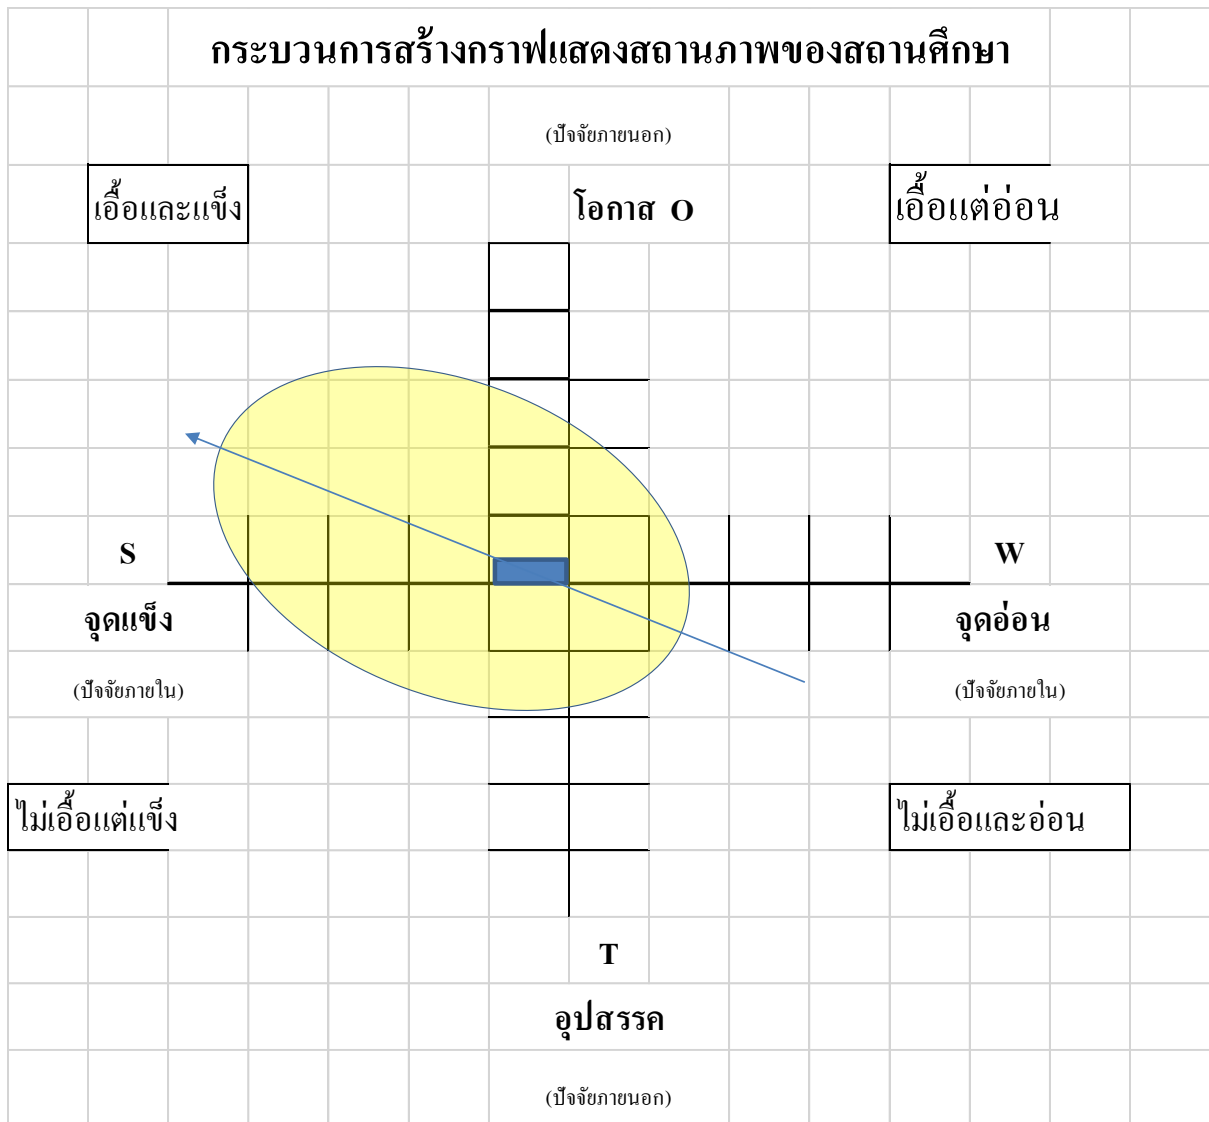 กระบวนการสร้างกราฟแสดงสถานภาพของสถานศึกษา
(ปัจจัยภายนอก)
เอื้อและแข็ง
โอกาส O
เอื้อแต่อ่อน
S
W
จุดแข็ง
จุดอ่อน
(ปัจจัยภายใน)
(ปัจจัยภายใน)
ไม่เอื้อแต่แข็ง
ไม่เอื้อและอ่อน
T
อุปสรรค
(ปัจจัยภายนอก)